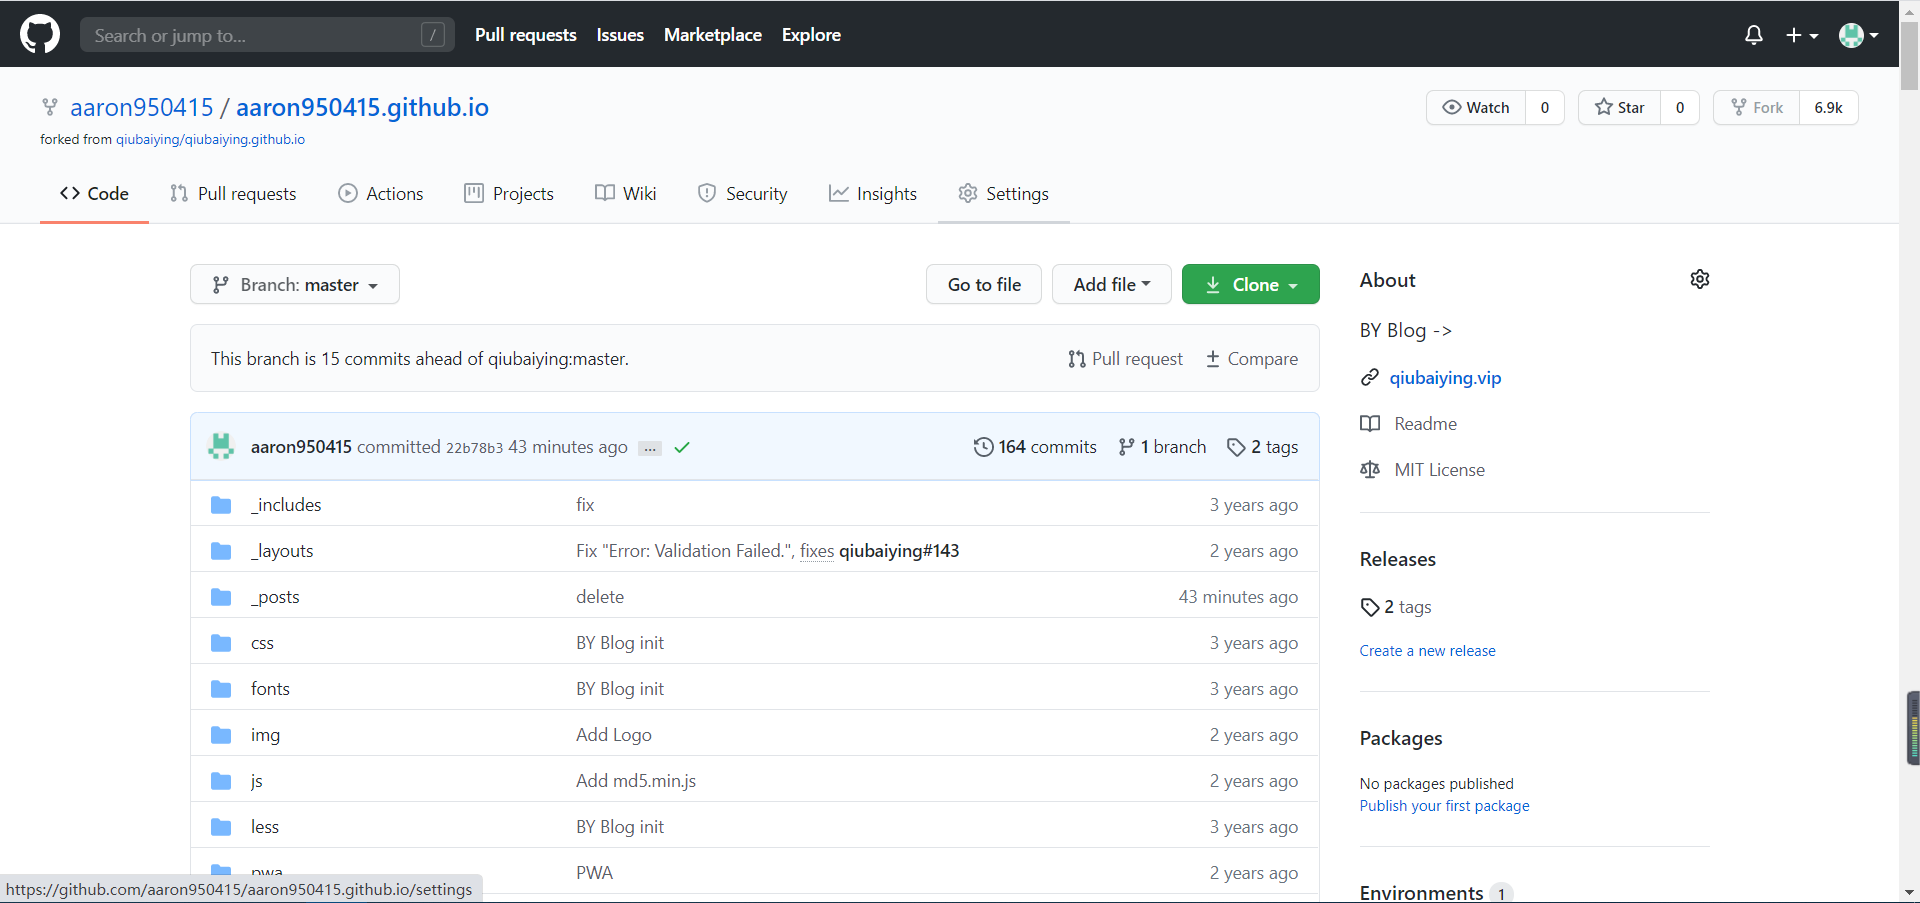 Search or jump to... / Pull requests Issues Marketplace Explore
aaron950415 / aaron950415.github.io Watch 0 Star 0 Fork 6.9k
forked from qiubaiying/qiubaiying.github.io
Code Pull requests Actions Projects Wiki Security Insights Settings
Branch: master Go to file Add file Clone
This branch is 15 commits ahead of qiubaiying:master. Pull request Compare
aaron950415 committed 22b78b3 43 minutes ago ... 164 commits 1 branch 2 tags
_includes fix 3 years ago
_layouts Fix "Error: Validation Failed.", fixes qiubaiying#143 2 years ago
_posts delete 43 minutes ago
css BY Blog init 3 years ago
fonts BY Blog init 3 years ago
img Add Logo 2 years ago
js Add md5.min.js 2 years ago
less BY Blog init 3 years ago
pwa PWA 2 years ago
https://github.com/aaron950415/aaron950415.github.io/settings
About
BY Blog ->
qiubaiying.vip
Readme
MIT License
Releases
2 tags
Create a new release
Packages
No packages published
Publish your first package
Environments 1